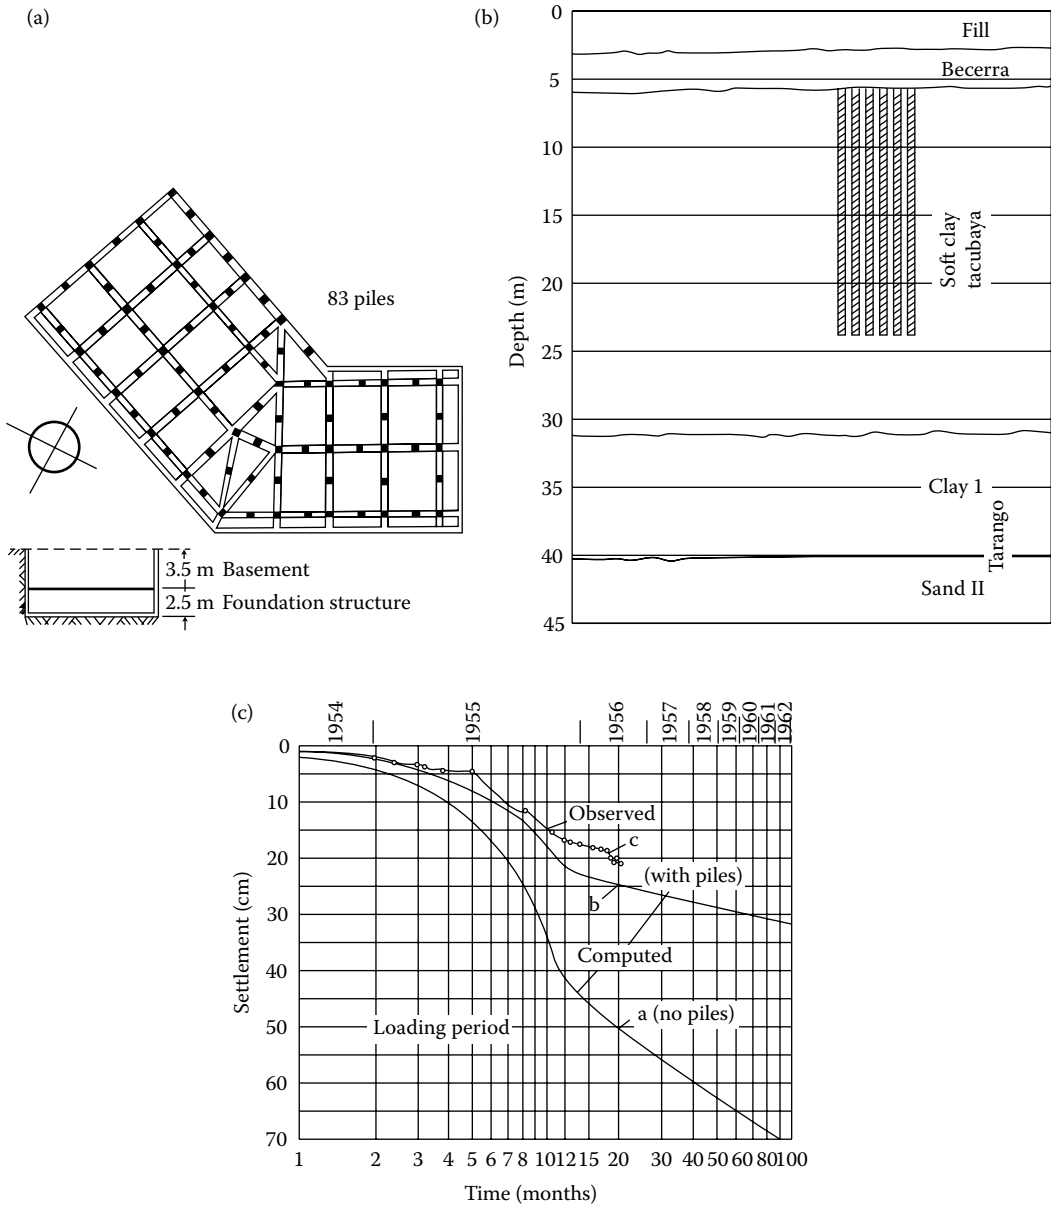 (a)
83 piles
3.5 m Basement
2.5 m Foundation structure
(b)
0
5
10
15
20
25
30
35
40
45
Depth (m)
Fill
Becerra
Soft clay
tacubaya
Clay 1
Tarango
Sand II
(c)
1954
1955
1956
1957
1958
1959
1960
1961
1962
0
10
20
30
40
50
60
70
Settlement (cm)
Observed
c
(with piles)
b
Computed
a (no piles)
Loading period
1 2 3 4 5 6 7 8 10 12 15 20 30 40 50 60 80 100
Time (months)